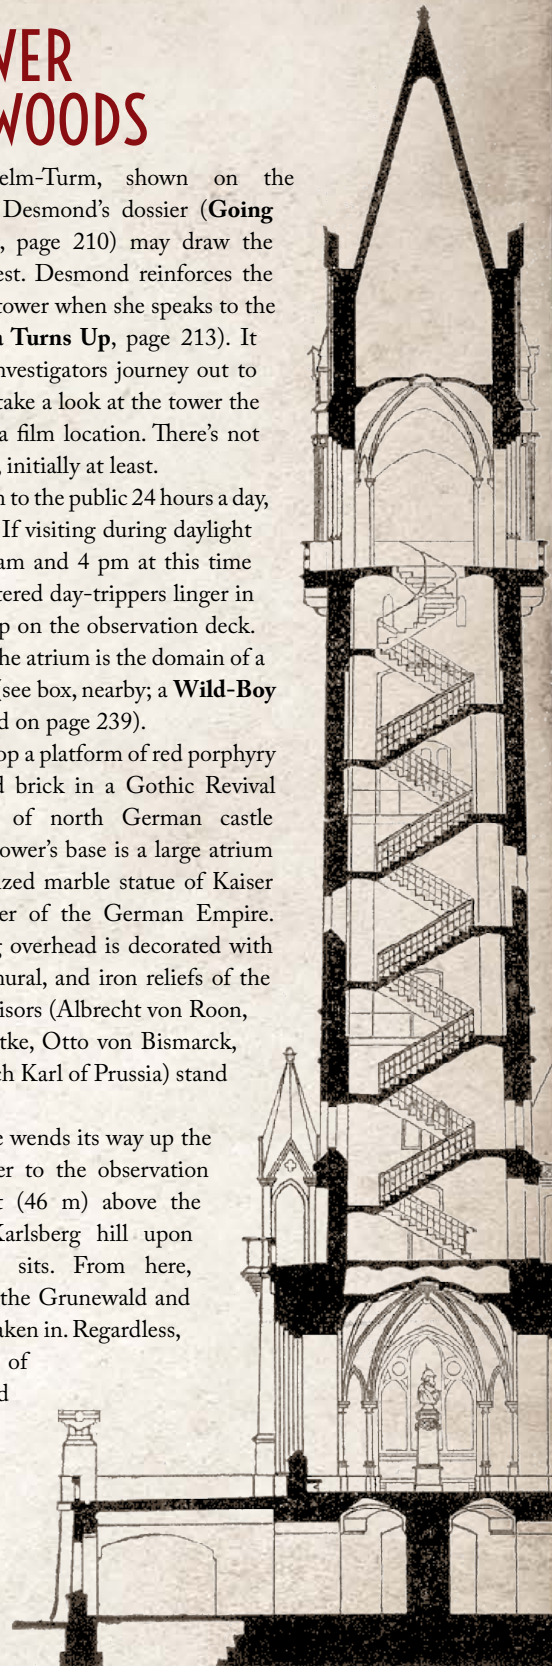 WER
WOODS
elm-Turm, shown on the
Desmond's dossier (Going
, page 210) may draw the
est. Desmond reinforces the
tower when she speaks to the
a Turns Up, page 213). It
nvestigators journey out to
take a look at the tower the
a film location. There's not
, initially at least.
n to the public 24 hours a day,
If visiting during daylight
am and 4 pm at this time
tered day-trippers linger in
p on the observation deck.
he atrium is the domain of a
(see box, nearby; a Wild-Boy
d on page 239).
op a platform of red porphyry
d brick in a Gothic Revival
of north German castle
ower's base is a large atrium
ized marble statue of Kaiser
er of the German Empire.
g overhead is decorated with
mural, and iron reliefs of the
isors (Albrecht von Roon,
tke, Otto von Bismarck,
ch Karl of Prussia) stand
e wends its way up the
er to the observation
t (46 m) above the
Karlsberg hill upon
sits. From here,
the Grunewald and
aken in. Regardless,
of
d